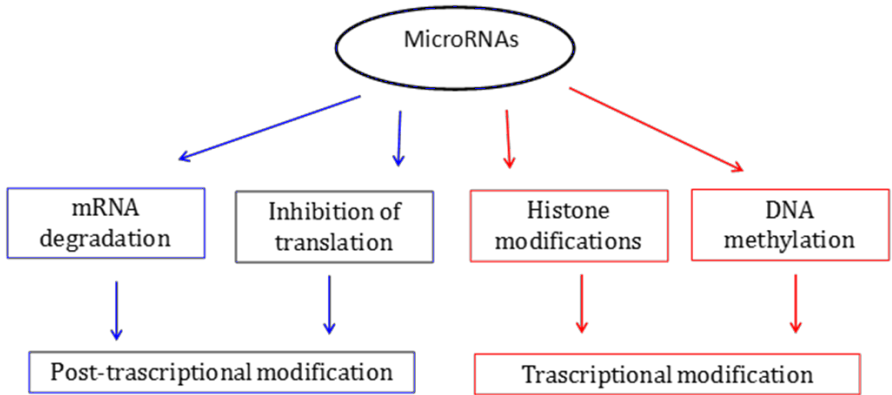 MicroRNAs
mRNA
degradation
Inhibition of
translation
Histone
modifications
DNA
methylation
Post-trascriptional modification
Trascriptional modification